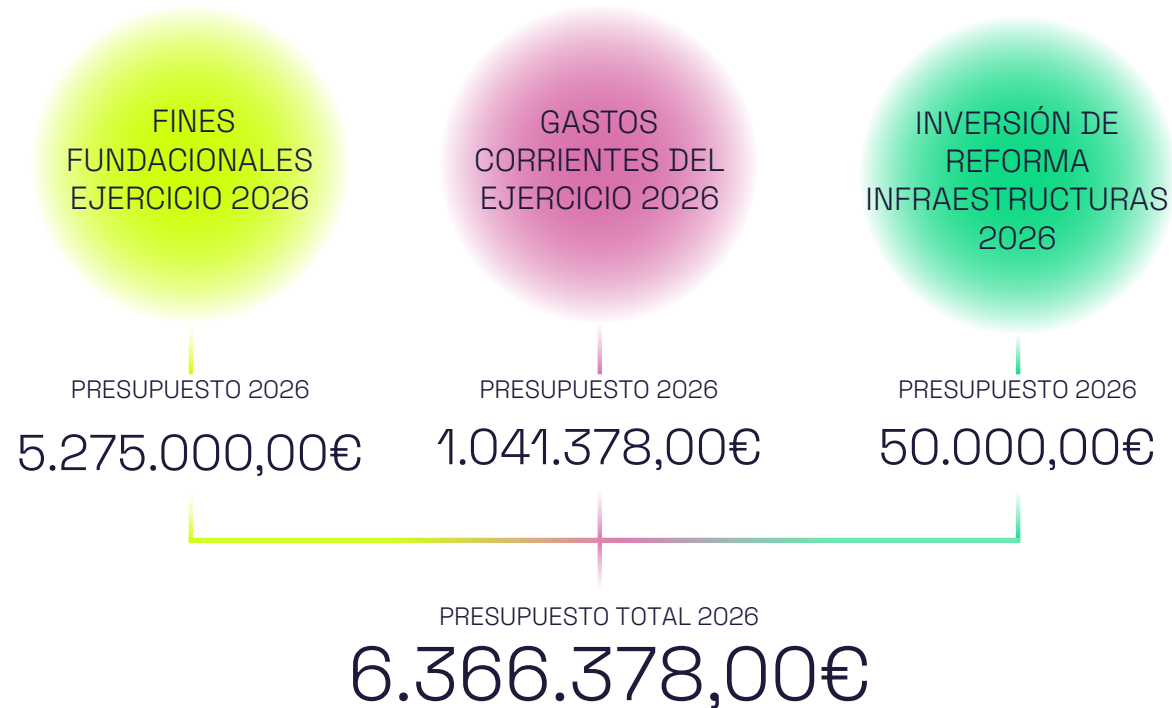 FINES
FUNDACIONALES
EJERCICIO 2026
GASTOS
CORRIENTES DEL
EJERCICIO 2026
INVERSIÓN DE
REFORMA
INFRAESTRUCTURAS
2026
PRESUPUESTO 2026
5.275.000,00€
PRESUPUESTO 2026
1.041.378,00€
PRESUPUESTO 2026
50.000,00€
PRESUPUESTO TOTAL 2026
6.366.378,00€